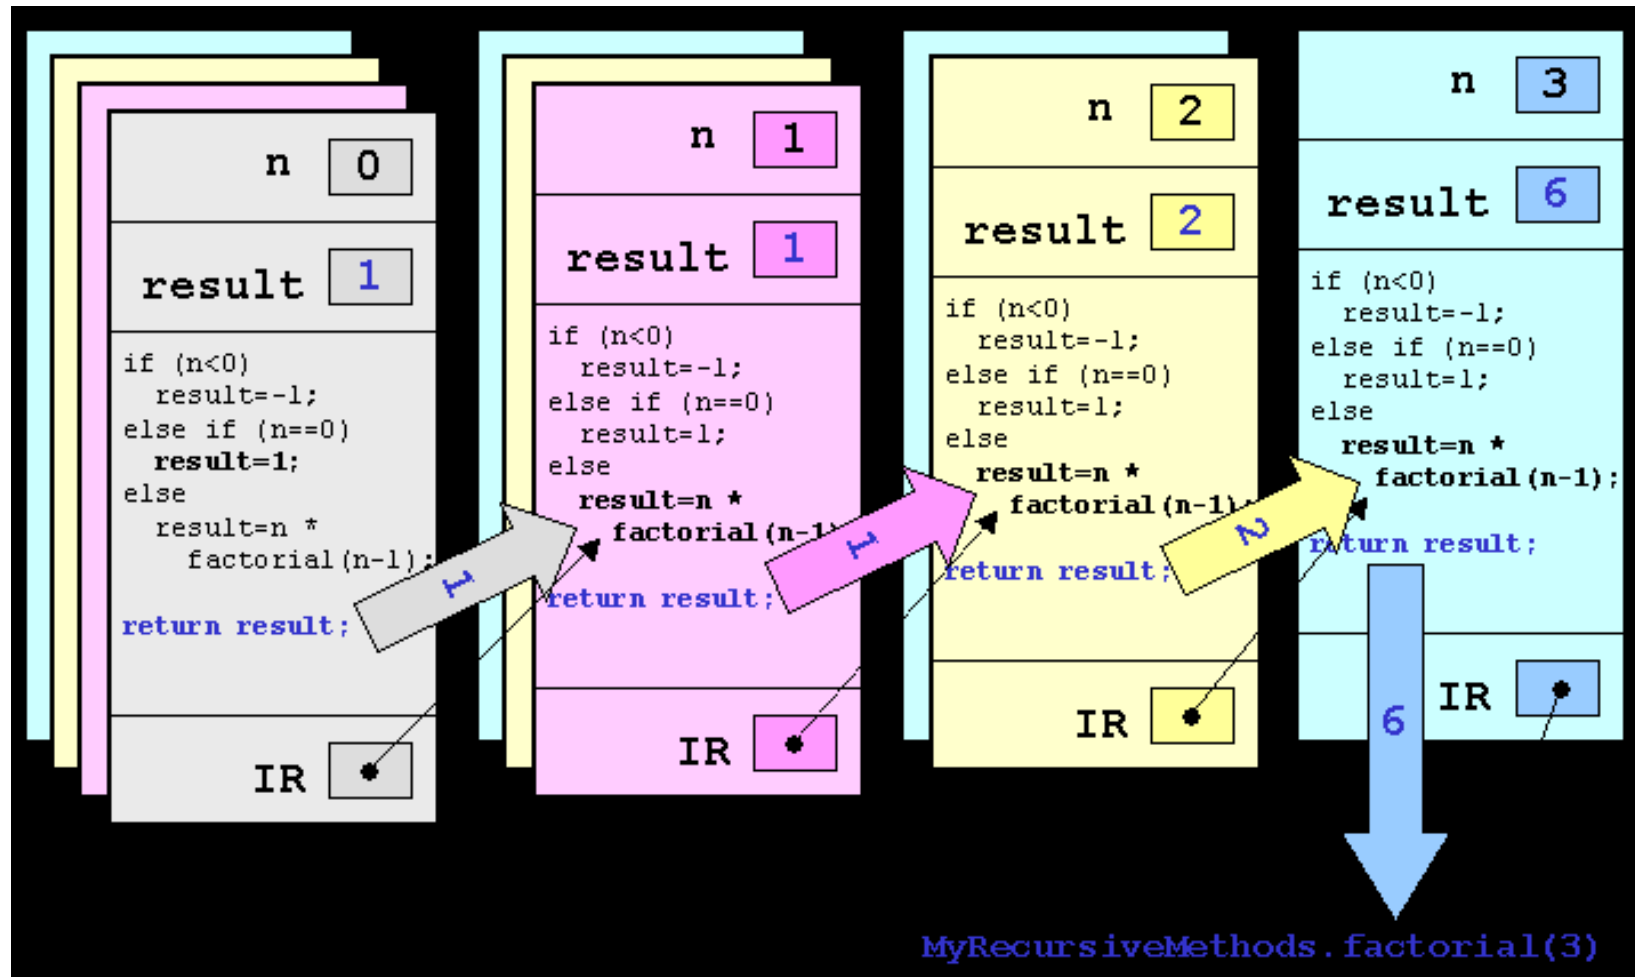 n 0
result 1
if (n<0)
result=-1;
else if (n==0)
result=1;
else
result=n *
factorial(n-1);
return result;
IR
1
n 1
result 1
if (n<0)
result=-1;
else if (n==0)
result=1;
else
result=n *
factorial(n-1
return result;
IR
1
n 2
result 2
if (n<0)
result=-1;
else if (n==0)
result=1;
else
result=n *
factorial(n-1);
return result;
IR
2
n 3
result 6
if (n<0)
result=-1;
else if (n==0)
result=1;
else
result=n *
factorial(n-1);
return result;
IR
6
MyRecursiveMethods.factorial(3)